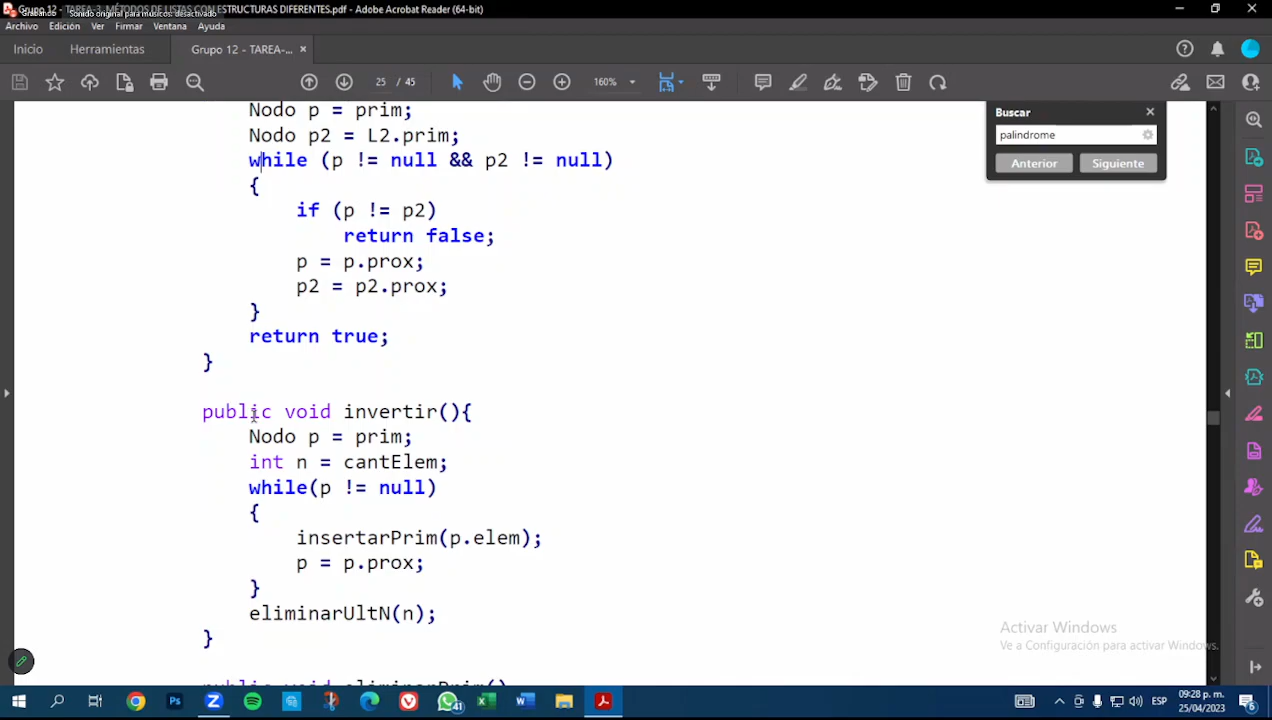 Grupo 12 - TAREA-3. MÉTODOS DE LISTAS CON ESTRUCTURAS DIFERENTES.pdf - Adobe Acrobat Reader (64-bit)
Sonido original para músicos: desactivado
Archivo Edición Ver Firmar Ventana Ayuda
Inicio Herramientas Grupo 12 - TAREA-... ×
25 / 45 160%
Buscar
palindrome
Anterior Siguiente
Nodo p = prim;
Nodo p2 = L2.prim;
while (p != null && p2 != null)
{
if (p != p2)
return false;
p = p.prox;
p2 = p2.prox;
}
return true;
}
public void invertir(){
Nodo p = prim;
int n = cantElem;
while(p != null)
{
insertarPrim(p.elem);
p = p.prox;
}
eliminarUltN(n);
}
public void eliminarPrim()
Activar Windows
Ve a Configuración para activar Windows.
41
ESP
09:28 p. m.
25/04/2023
6